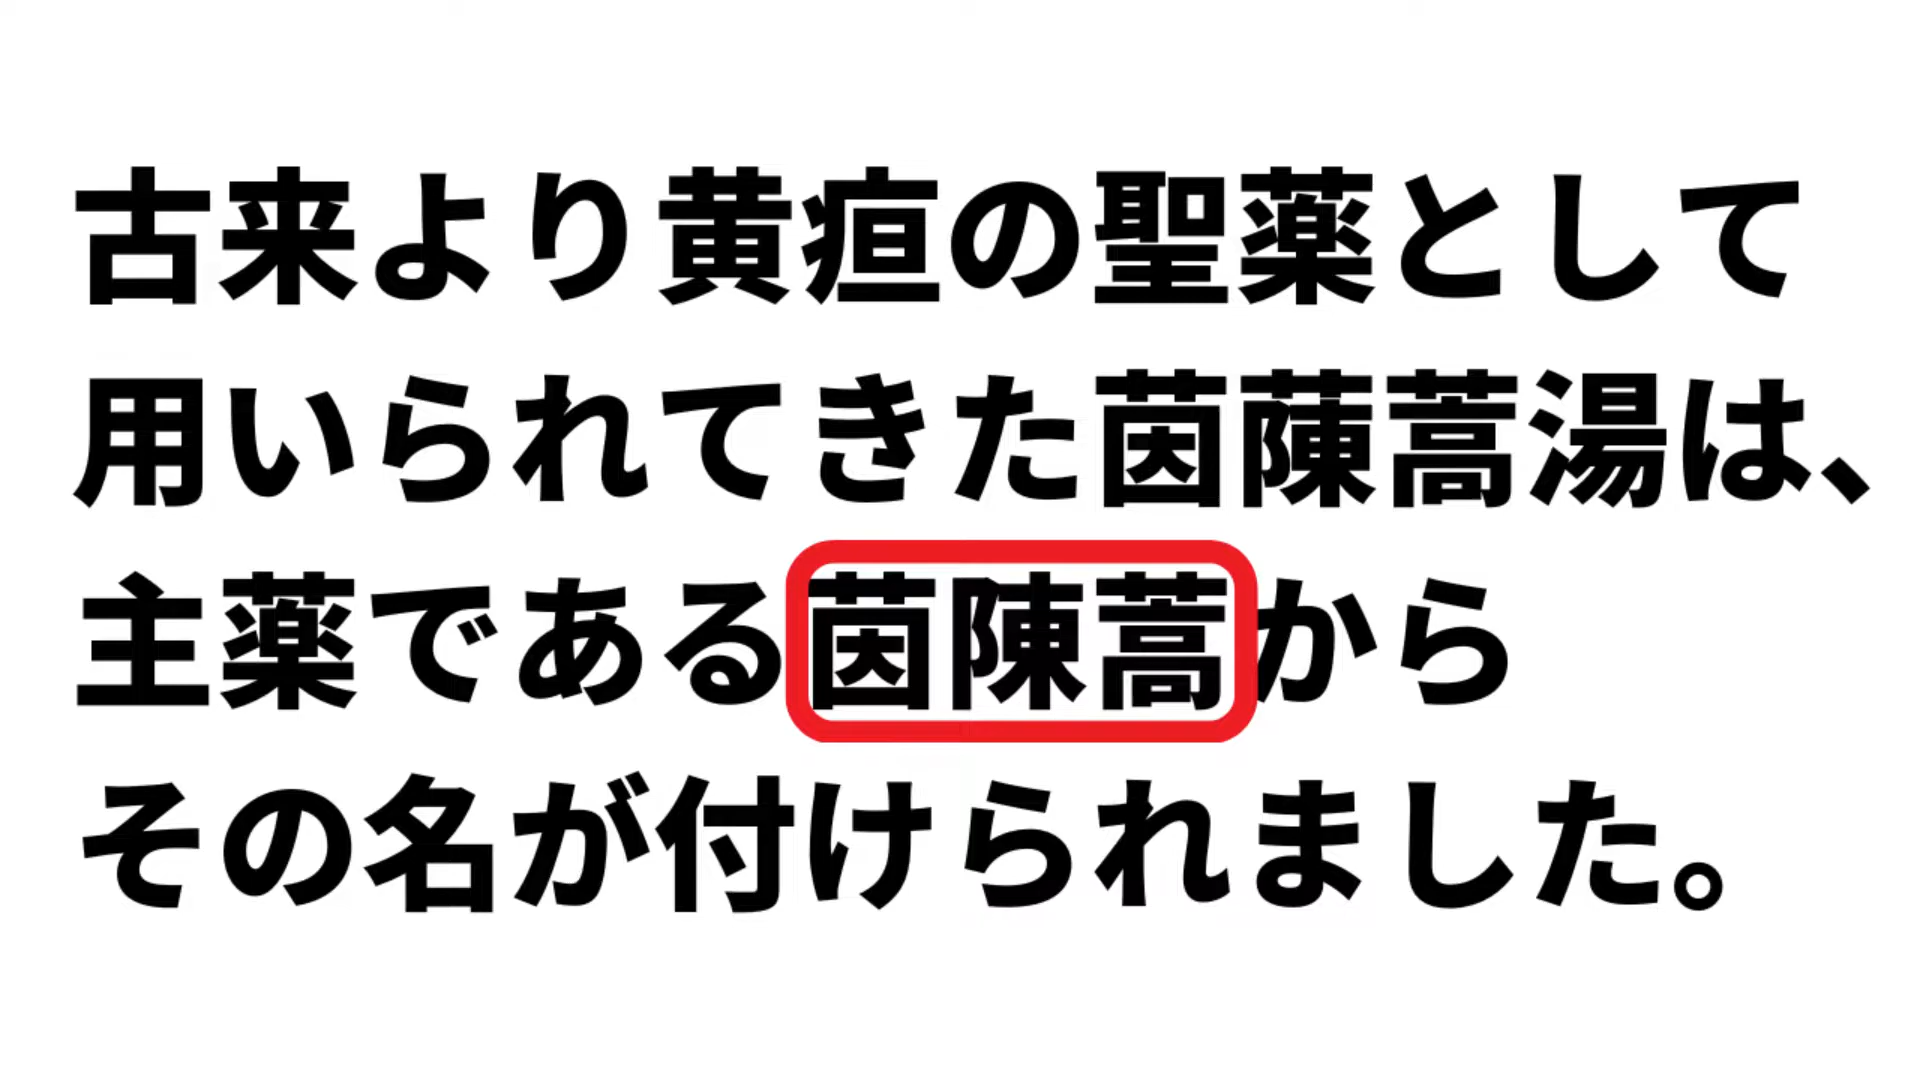 古来より黄疸の聖薬として
用いられてきた茵蔯蒿湯は、
主薬である茵陳蒿から
その名が付けられました。